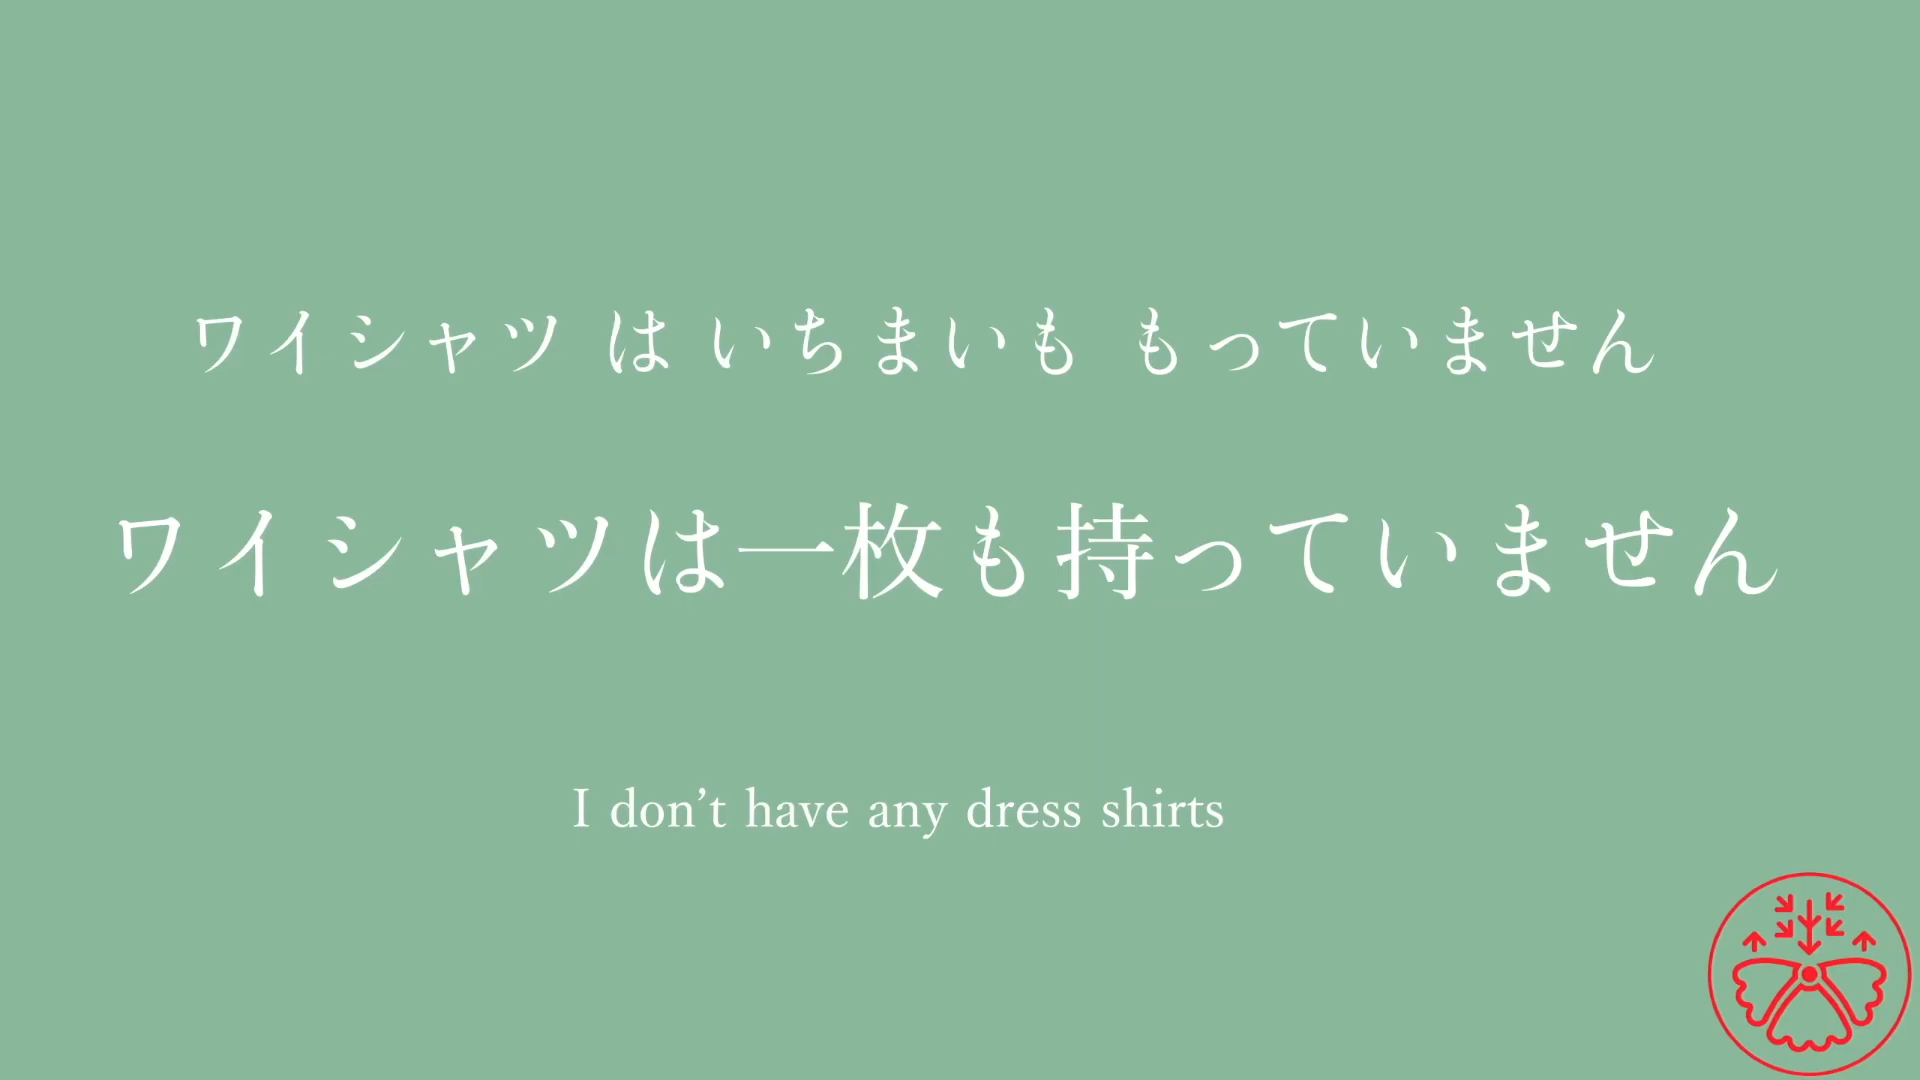 ワイシャツ は いちまいも もっていません
ワイシャツは一枚も持っていません
I don't have any dress shirts